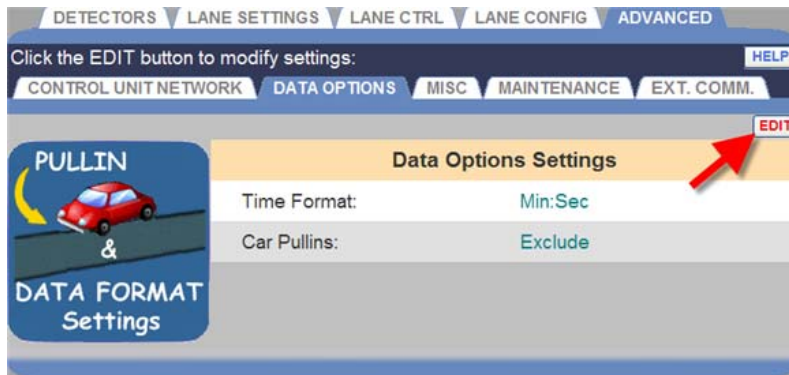 DETECTORS LANE SETTINGS LANE CTRL LANE CONFIG ADVANCED
Click the EDIT button to modify settings: HELP
CONTROL UNIT NETWORK DATA OPTIONS MISC MAINTENANCE EXT. COMM.
EDIT
PULLIN
&
DATA FORMAT
Settings
Data Options Settings
Time Format: Min:Sec
Car Pullins: Exclude